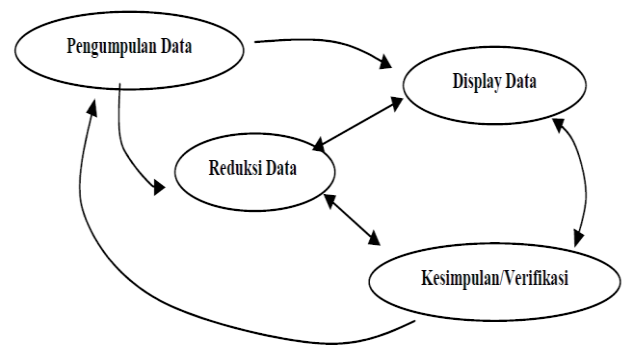 Pengumpulan Data
Display Data
Reduksi Data
Kesimpulan/Verifikasi